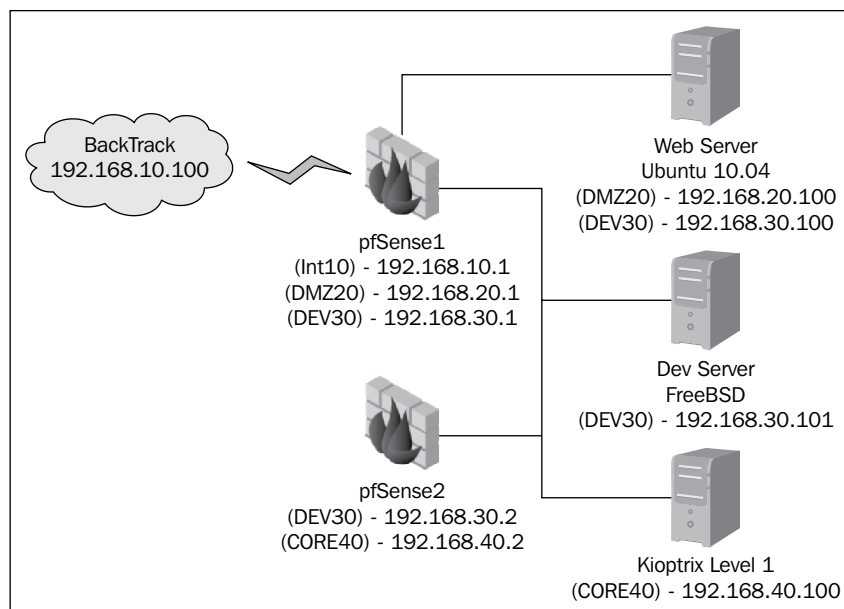 BackTrack
192.168.10.100
pfSense1
(Int10) - 192.168.10.1
(DMZ20) - 192.168.20.1
(DEV30) - 192.168.30.1
pfSense2
(DEV30) - 192.168.30.2
(CORE40) - 192.168.40.2
Web Server
Ubuntu 10.04
(DMZ20) - 192.168.20.100
(DEV30) - 192.168.30.100
Dev Server
FreeBSD
(DEV30) - 192.168.30.101
Kioptrix Level 1
(CORE40) - 192.168.40.100